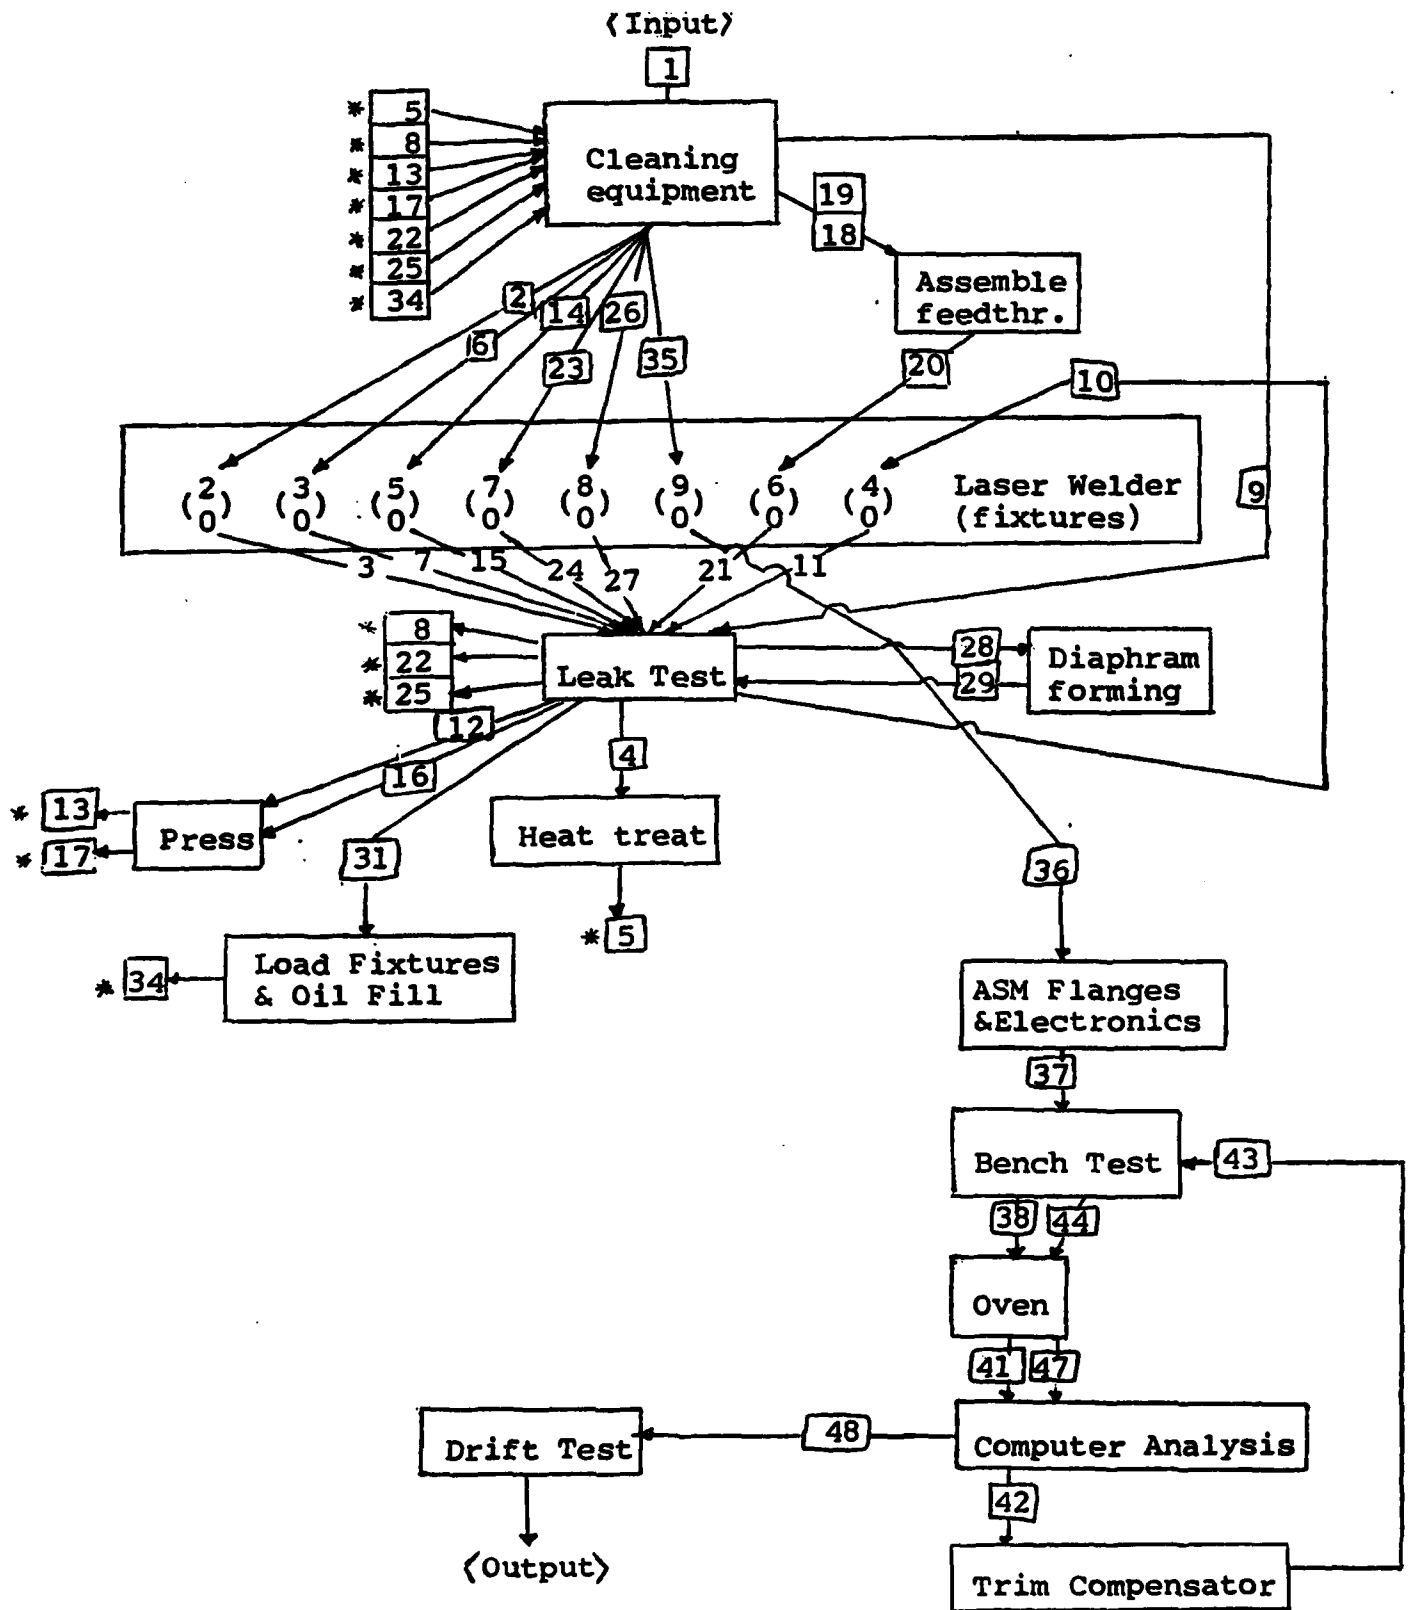 <Input>
1
* 5
* 8
* 13
* 17
* 22
* 25
* 34
Cleaning
equipment
19
18
Assemble
feedthr.
2
14
26
6
23
35
20
10
2
(0)
3
(0)
5
(0)
7
(0)
8
(0)
9
(0)
6
(0)
4
(0)
Laser Welder
(fixtures)
9
3
7
15
24
27
21
11
* 8
* 22
* 25
Leak Test
28
29
Diaphram
forming
12
16
4
31
* 13
* 17
Press
Heat treat
* 5
36
* 34
Load Fixtures
& Oil Fill
ASM Flanges
&Electronics
37
Bench Test
43
38
44
Oven
41
47
Drift Test
48
Computer Analysis
42
<Output>
Trim Compensator